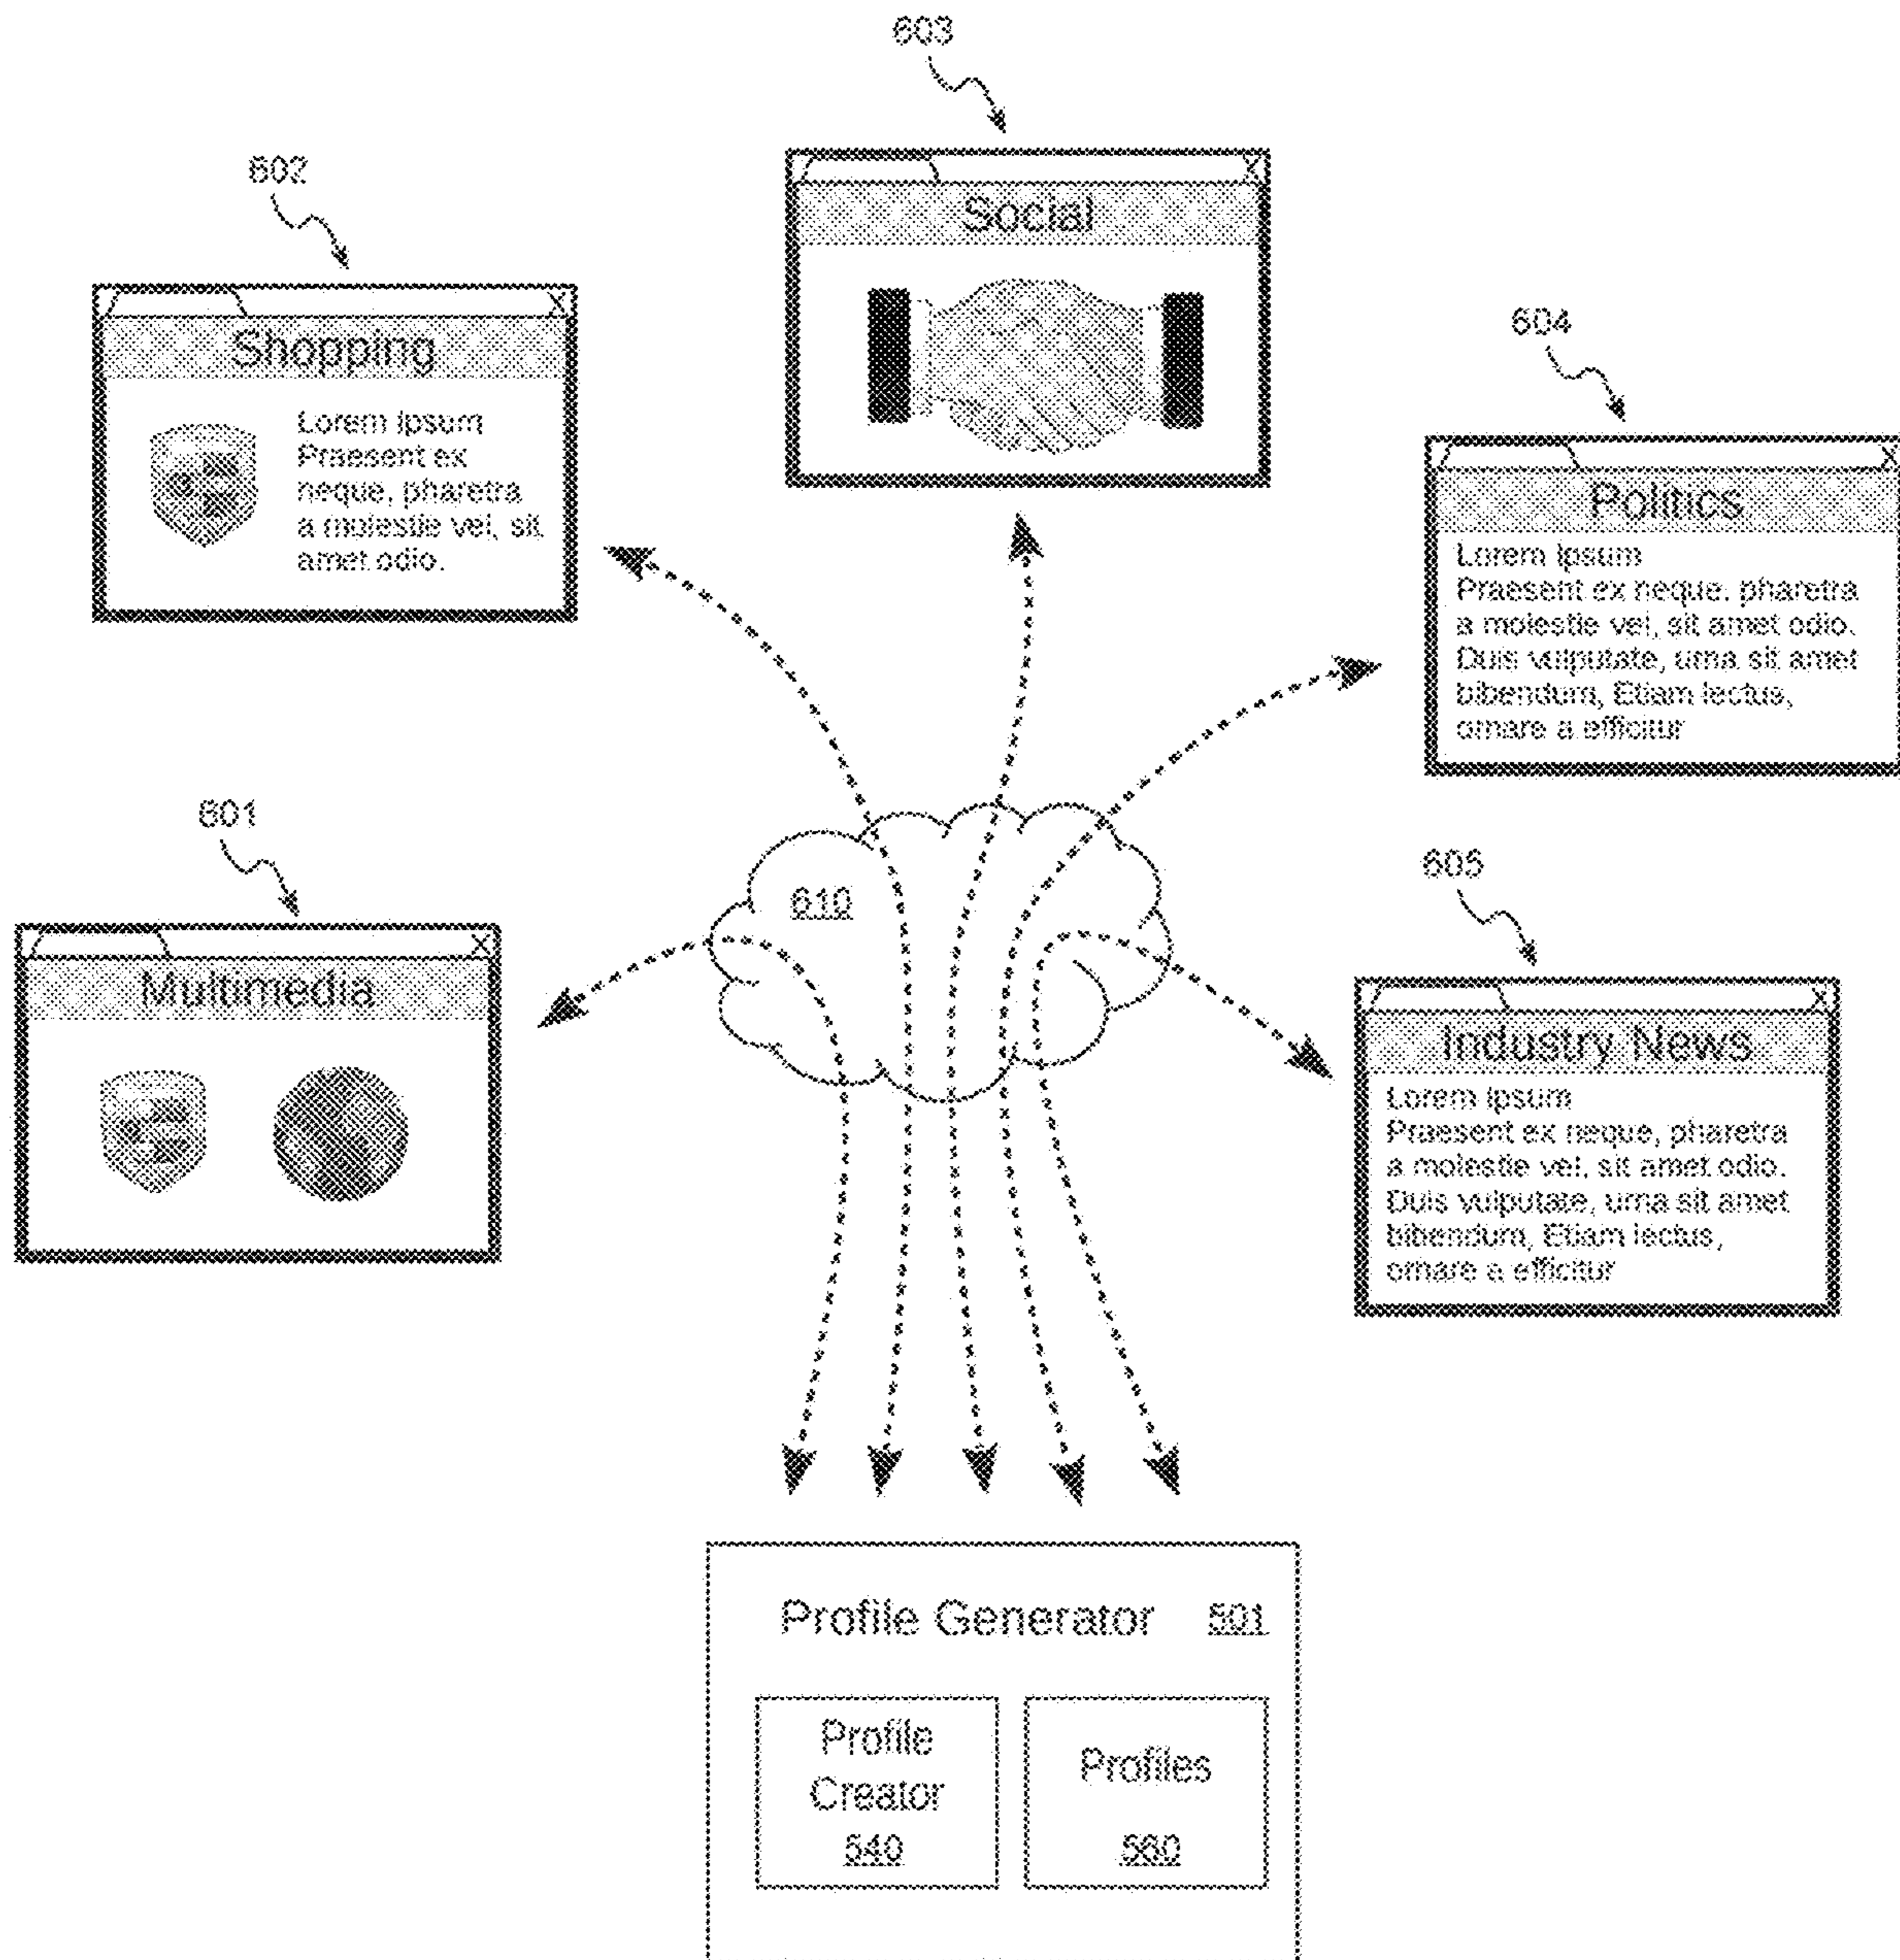 603
Social
602
Shopping
Lorem ipsum
Praesent ex
neque, pharetra
a molestie vel, sit
amet odio.
604
Politics
Lorem ipsum
Praesent ex neque, pharetra
a molestie vel, sit amet odio.
Duis vulputate, urna sit amet
bibendum, Etiam lectus,
ornare a efficitur
601
Multimedia
610
605
Industry News
Lorem ipsum
Praesent ex neque, pharetra
a molestie vel, sit amet odio.
Duis vulputate, urna sit amet
bibendum, Etiam lectus,
ornare a efficitur
Profile Generator 501
Profile
Creator
540
Profiles
560